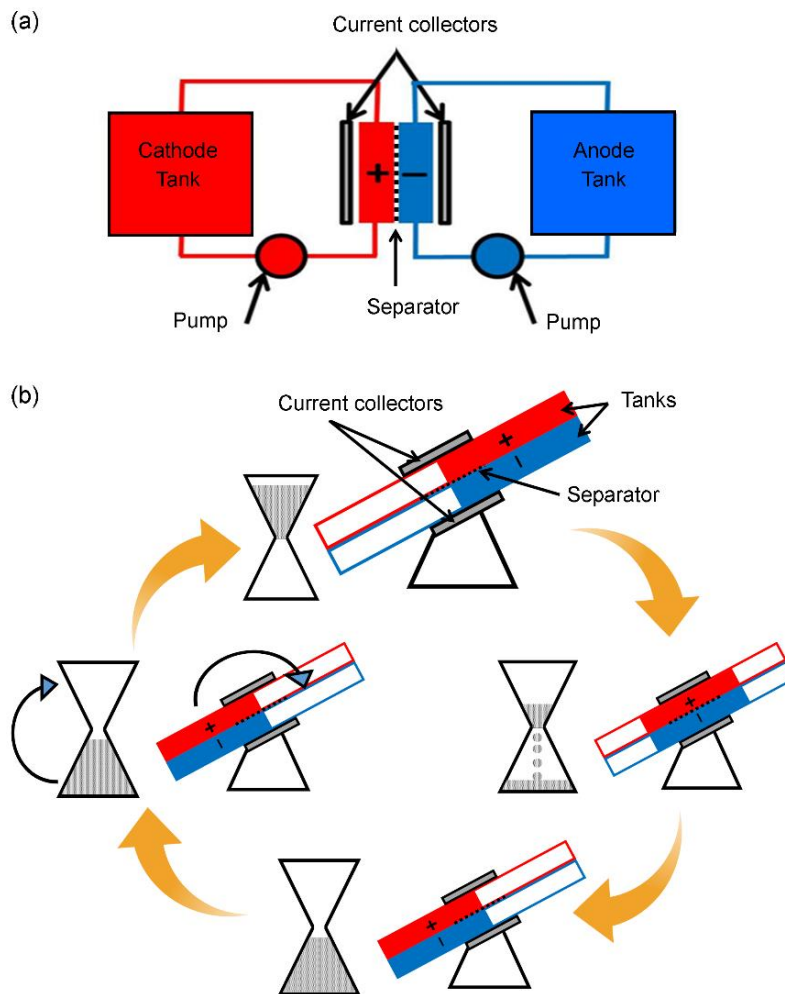 (a)
Current collectors
Cathode
Tank
+
−
Anode
Tank
Pump
Separator
Pump
(b)
Current collectors
Tanks
+
−
Separator
+
−
+
−
+
−